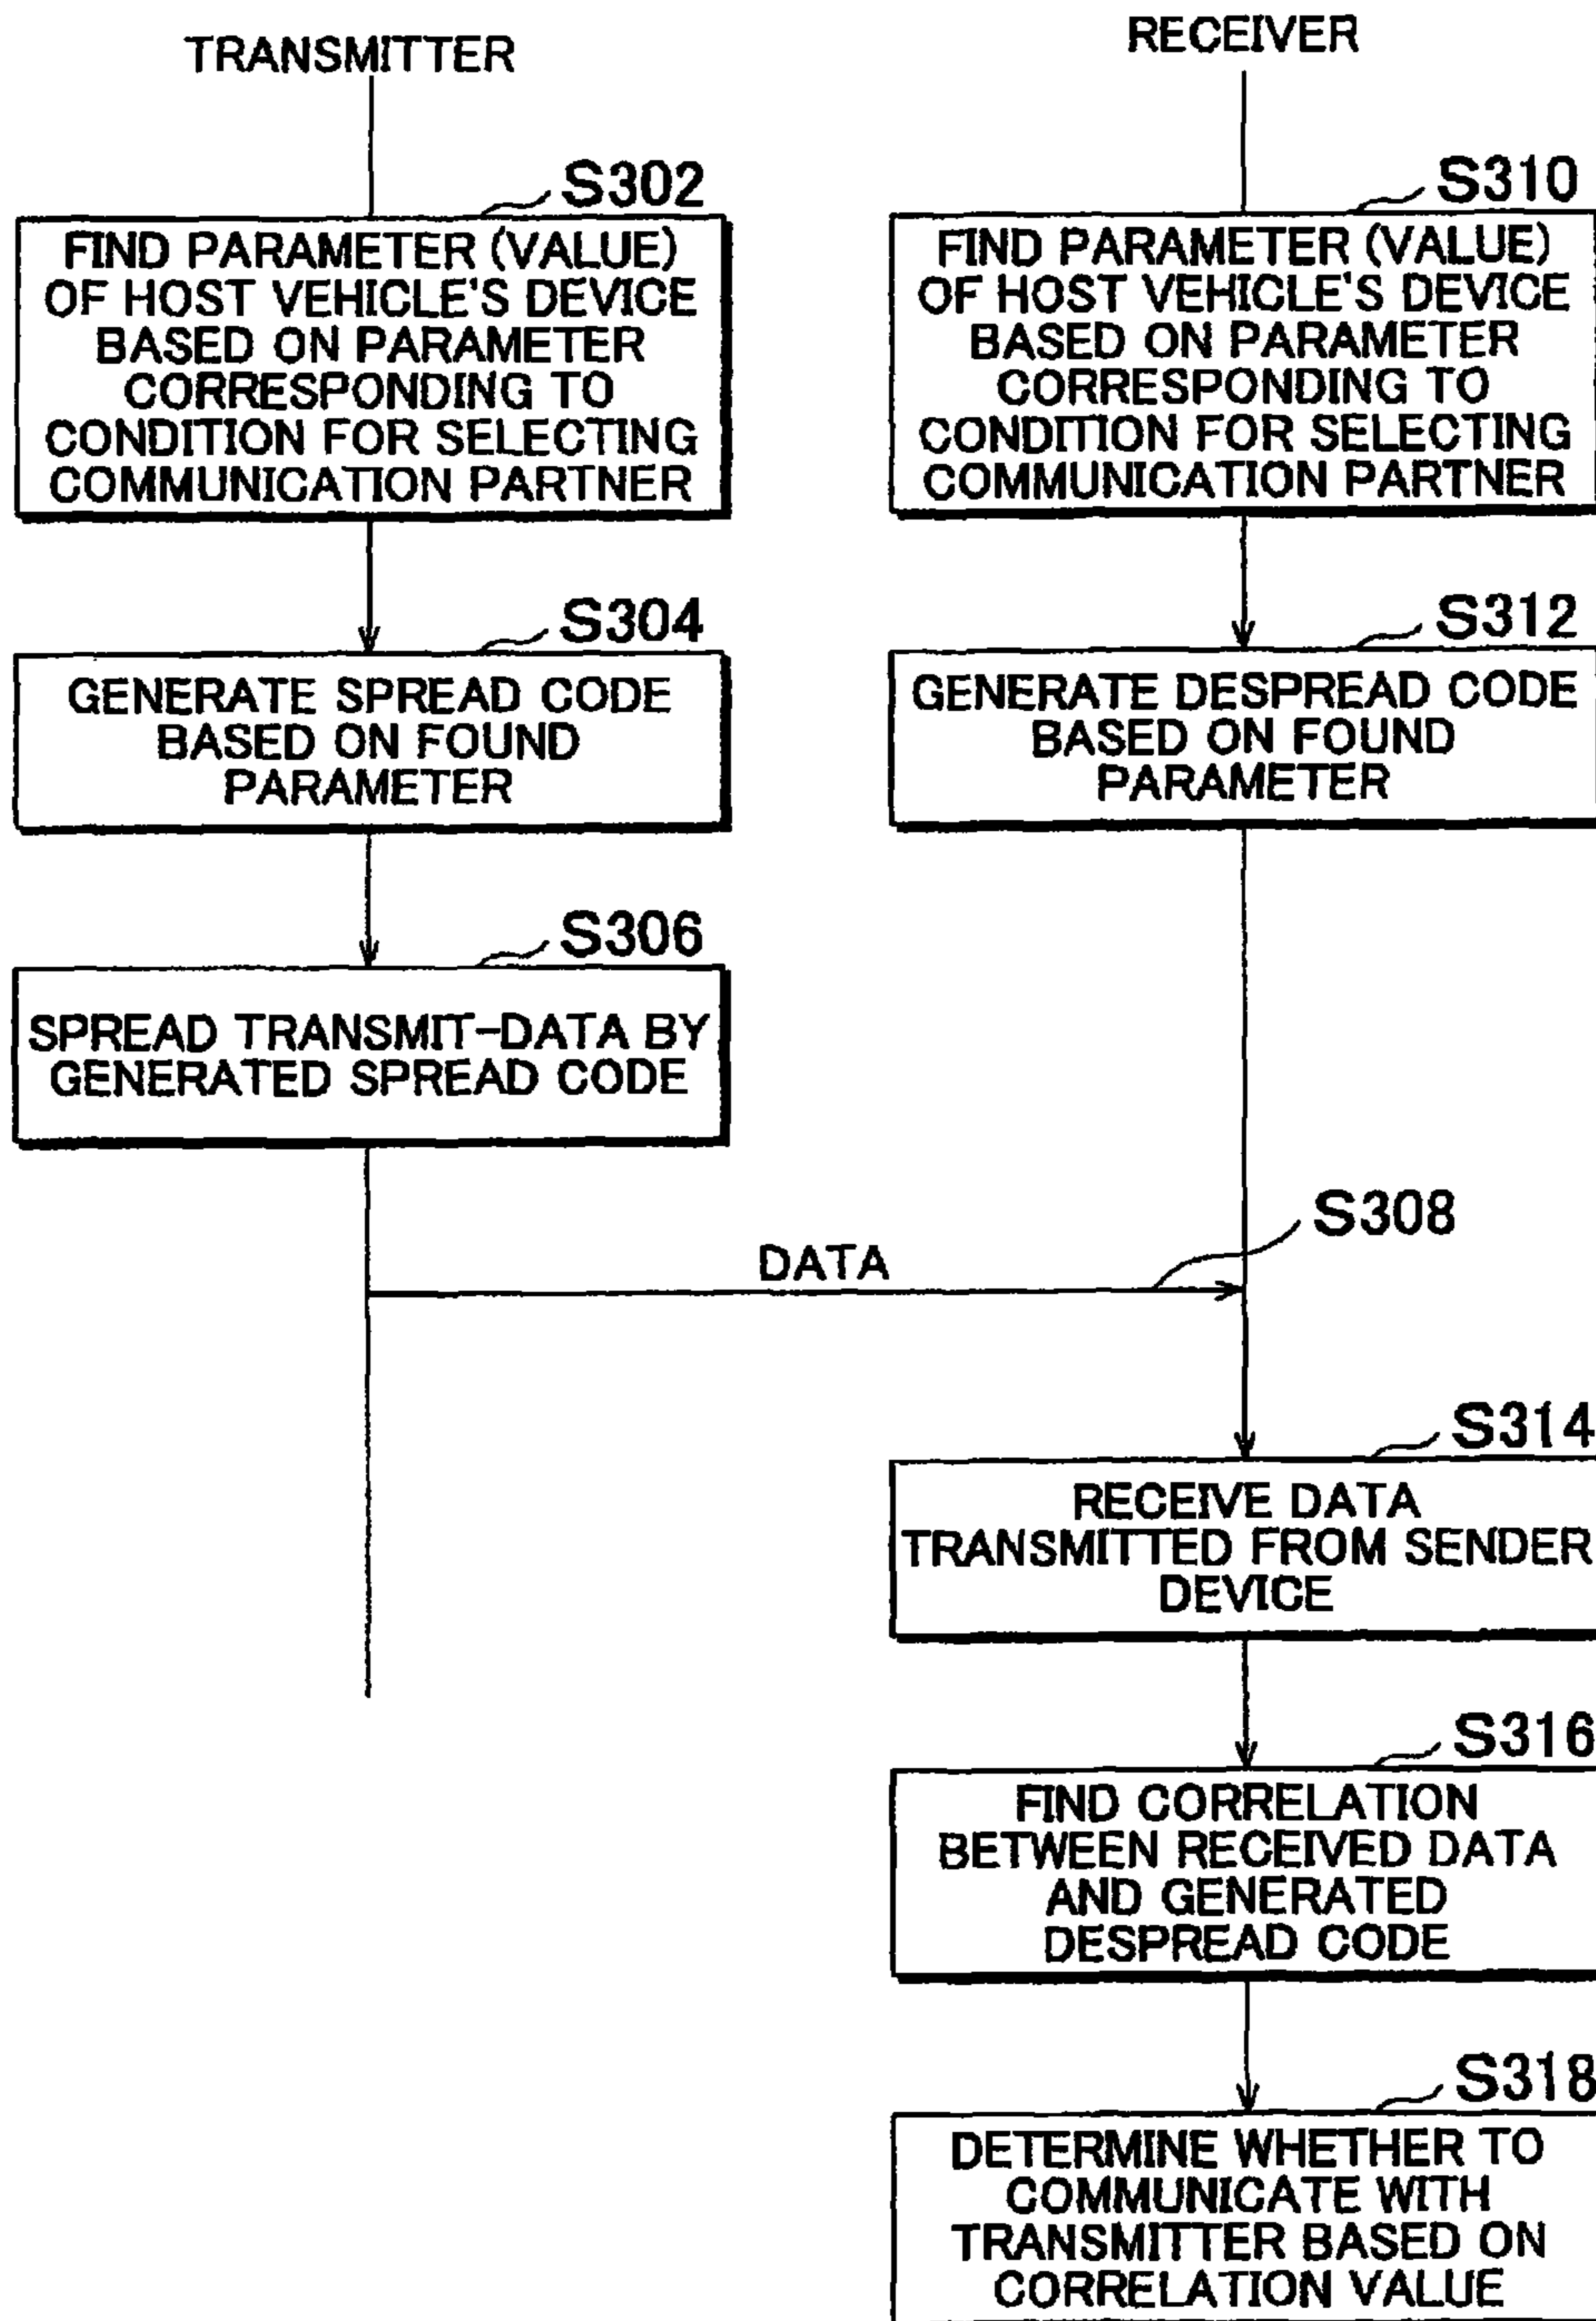 TRANSMITTER
S302
FIND PARAMETER (VALUE)
OF HOST VEHICLE'S DEVICE
BASED ON PARAMETER
CORRESPONDING TO
CONDITION FOR SELECTING
COMMUNICATION PARTNER
S304
GENERATE SPREAD CODE
BASED ON FOUND
PARAMETER
S306
SPREAD TRANSMIT-DATA BY
GENERATED SPREAD CODE
RECEIVER
S310
FIND PARAMETER (VALUE)
OF HOST VEHICLE'S DEVICE
BASED ON PARAMETER
CORRESPONDING TO
CONDITION FOR SELECTING
COMMUNICATION PARTNER
S312
GENERATE DESPREAD CODE
BASED ON FOUND
PARAMETER
S308
DATA
S314
RECEIVE DATA
TRANSMITTED FROM SENDER
DEVICE
S316
FIND CORRELATION
BETWEEN RECEIVED DATA
AND GENERATED
DESPREAD CODE
S318
DETERMINE WHETHER TO
COMMUNICATE WITH
TRANSMITTER BASED ON
CORRELATION VALUE